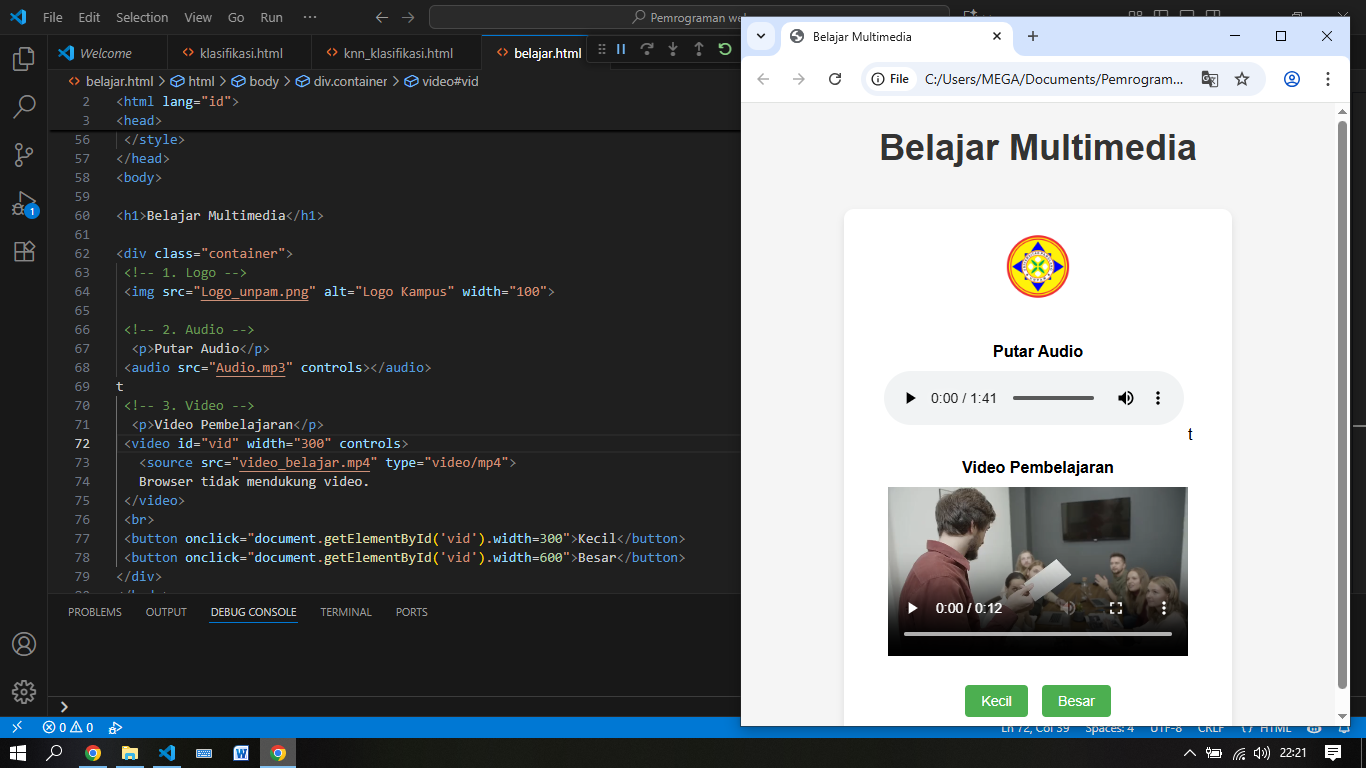 File Edit Selection View Go Run ···
Pemrograman we
Welcome klasifikasi.html knn_klasifikasi.html belajar.html
belajar.html > html > body > div.container > video#vid
2 <html lang="id">
3 <head>
56 </style>
57 </head>
58 <body>
59
60 <h1>Belajar Multimedia</h1>
61
62 <div class="container">
63 <!-- 1. Logo -->
64 <img src="Logo_unpam.png" alt="Logo Kampus" width="100">
65
66 <!-- 2. Audio -->
67 <p>Putar Audio</p>
68 <audio src="Audio.mp3" controls></audio>
69 t
70 <!-- 3. Video -->
71 <p>Video Pembelajaran</p>
72 <video id="vid" width="300" controls>
73 <source src="video_belajar.mp4" type="video/mp4">
74 Browser tidak mendukung video.
75 </video>
76 <br>
77 <button onclick="document.getElementById('vid').width=300">Kecil</button>
78 <button onclick="document.getElementById('vid').width=600">Besar</button>
79 </div>
PROBLEMS OUTPUT DEBUG CONSOLE TERMINAL PORTS
1
0 0
Belajar Multimedia
File C:/Users/MEGA/Documents/Pemrogram...
Belajar Multimedia
Putar Audio
0:00 / 1:41
t
Video Pembelajaran
0:00 / 0:12
Kecil Besar
Ln 72, Col 39 Spaces: 4 UTF-8 CRLF {} HTML
22:21